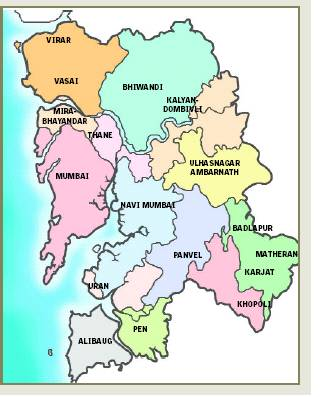 VIRAR
VASAI
BHIWANDI
KALYAN-
DOMBIVLI
MIRA-
BHAYANDAR
THANE
ULHASNAGAR
AMBARNATH
MUMBAI
NAVI MUMBAI
BADLAPUR
PANVEL
MATHERAN
KARJAT
URAN
KHOPOLI
PEN
ALIBAUG